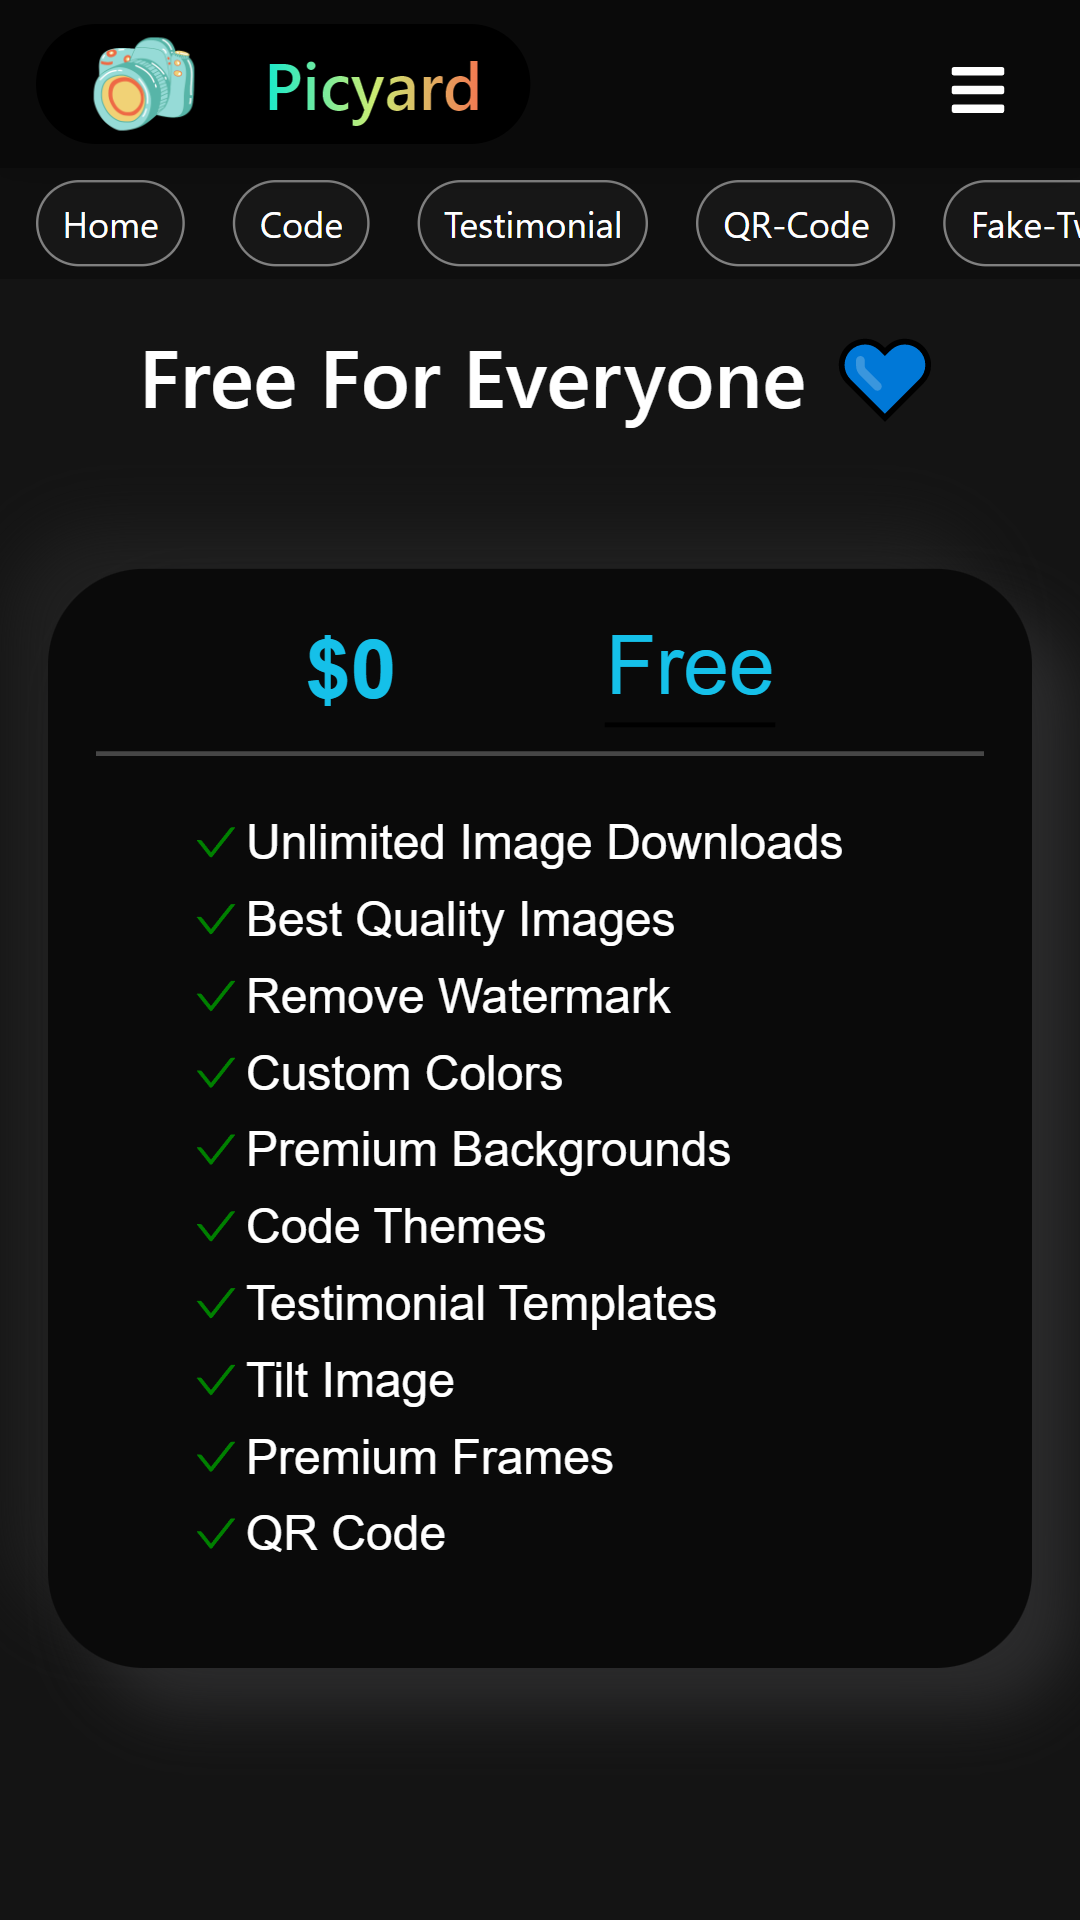 Picyard
Home Code Testimonial QR-Code Fake-Tw
Free For Everyone 💙
$0 Free
Unlimited Image Downloads
Best Quality Images
Remove Watermark
Custom Colors
Premium Backgrounds
Code Themes
Testimonial Templates
Tilt Image
Premium Frames
QR Code